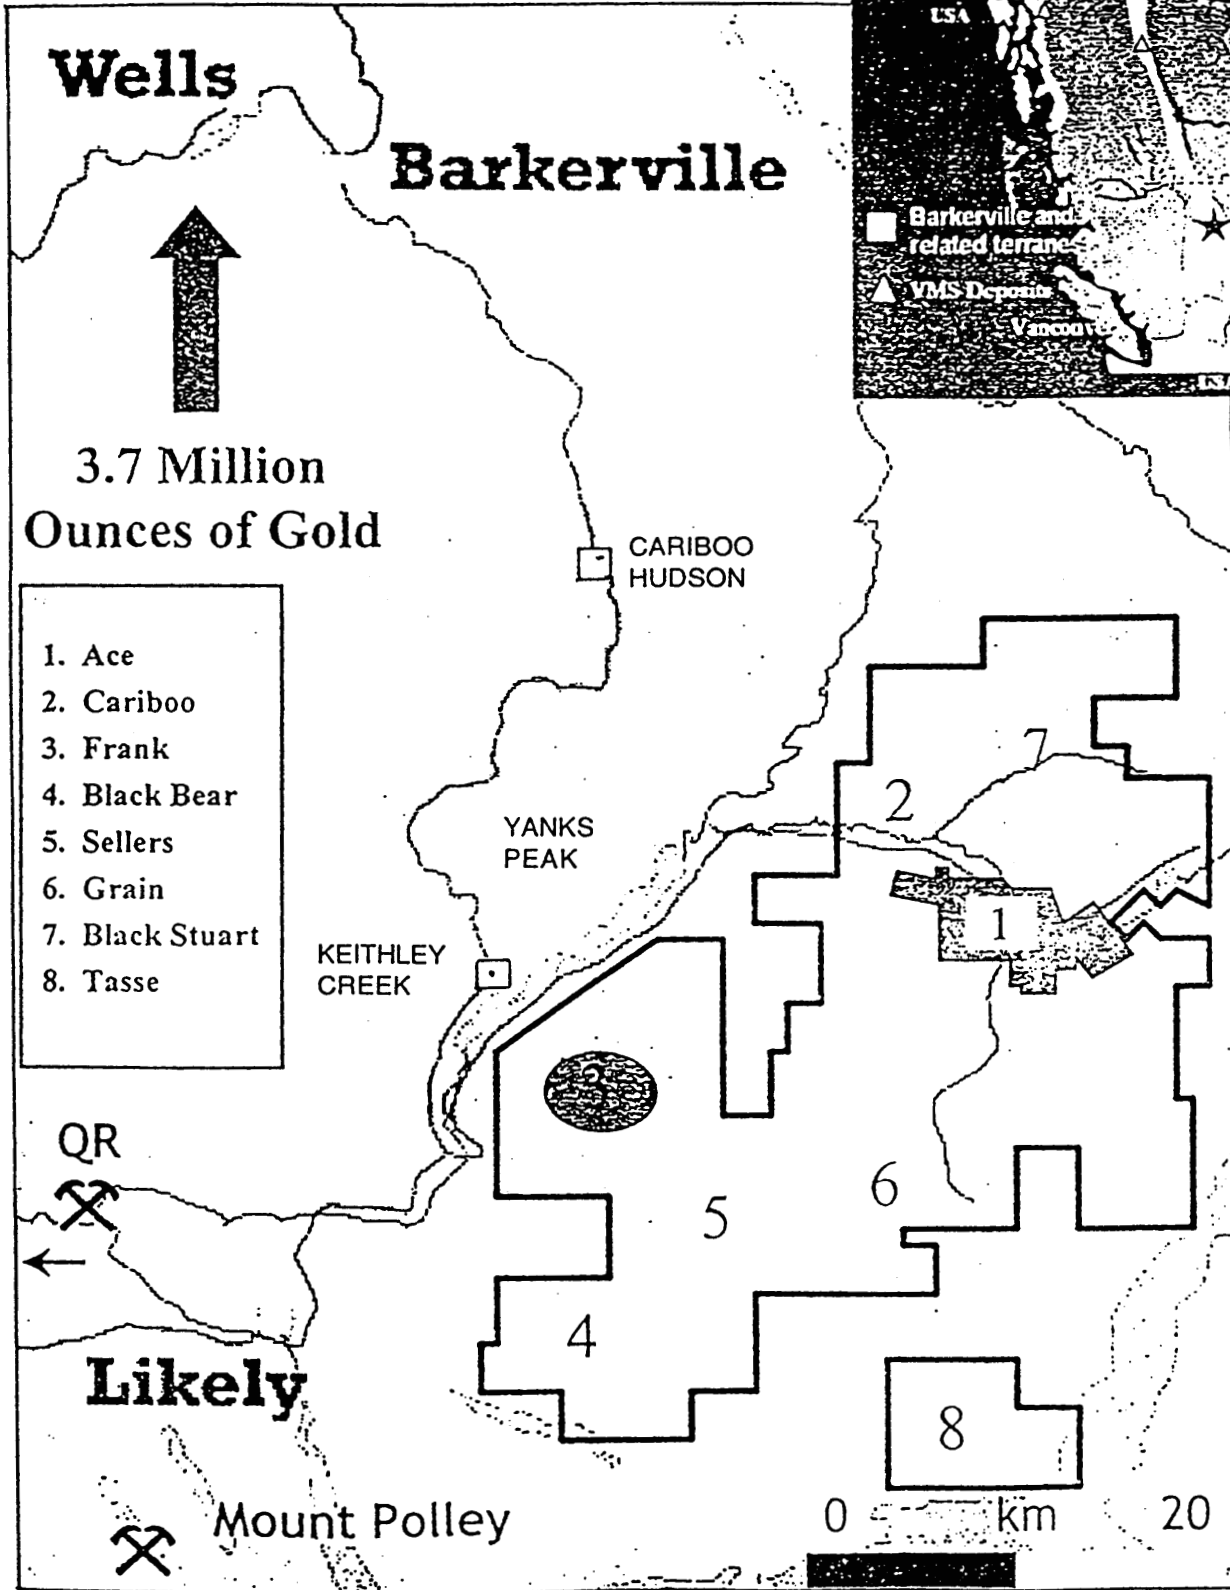 Wells
Barkerville
USA
Barkerville and
related terrane
VMS Deposits
Vancouver
3.7 Million
Ounces of Gold
CARIBOO
HUDSON
1. Ace
2. Cariboo
3. Frank
4. Black Bear
5. Sellers
6. Grain
7. Black Stuart
8. Tasse
7
2
YANKS
PEAK
1
KEITHLEY
CREEK
3
QR
6
5
4
Likely
8
Mount Polley
0 km 20